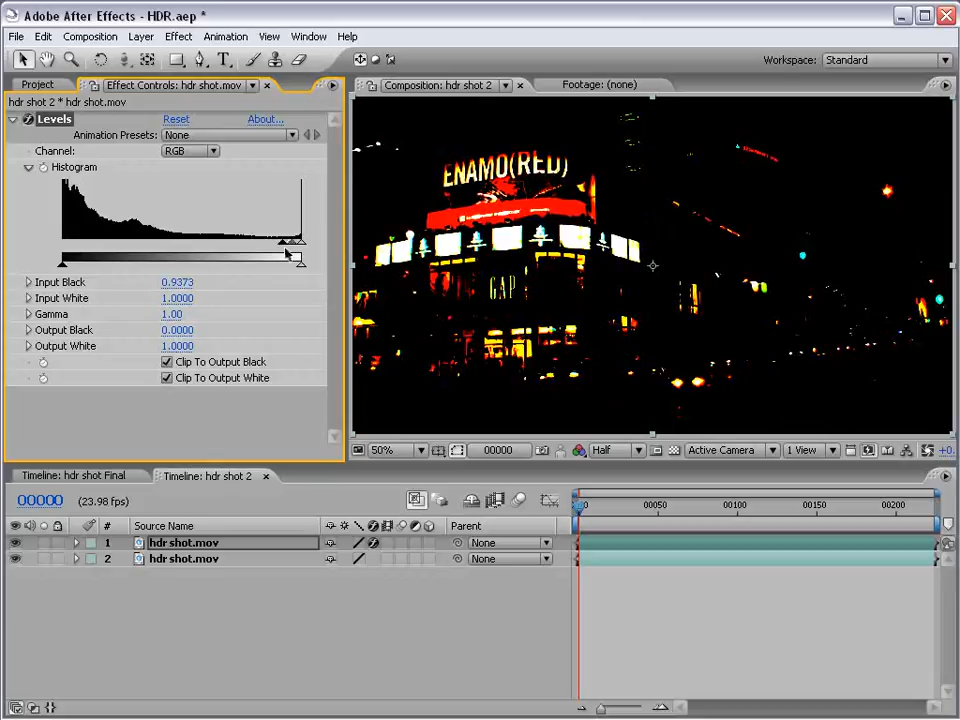 Adobe After Effects - HDR.aep *
File Edit Composition Layer Effect Animation View Window Help
Workspace: Standard
Project Effect Controls: hdr shot.mov Composition: hdr shot 2 Footage: (none)
hdr shot 2 * hdr shot.mov
Levels Reset About...
Animation Presets: None
Channel: RGB
Histogram
Input Black 0.9373
Input White 1.0000
Gamma 1.00
Output Black 0.0000
Output White 1.0000
Clip To Output Black
Clip To Output White
ENAMO(RED)
GAP
50% 00000 Half Active Camera 1 View +0.
Timeline: hdr shot Final Timeline: hdr shot 2
00000 (23.98 fps)
0 00050 00100 00150 00200
# Source Name Parent
1 hdr shot.mov None
2 hdr shot.mov None